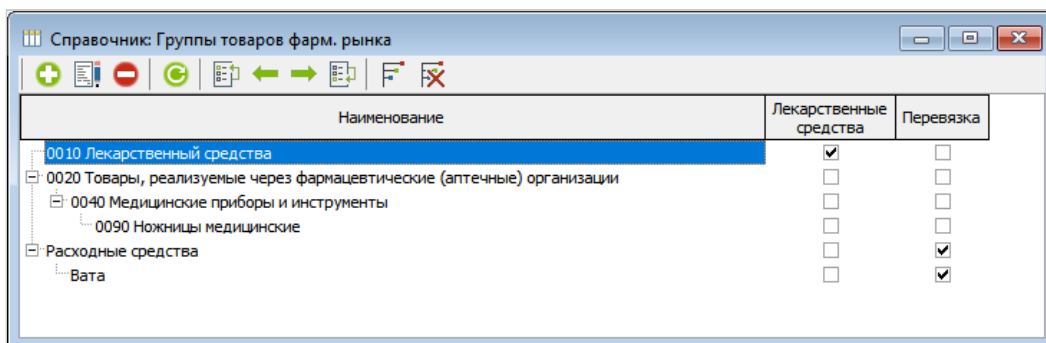 Справочник: Группы товаров фарм. рынка
Наименование
Лекарственные
средства
Перевязка
0010 Лекарственный средства
0020 Товары, реализуемые через фармацевтические (аптечные) организации
0040 Медицинские приборы и инструменты
0090 Ножницы медицинские
Расходные средства
Вата